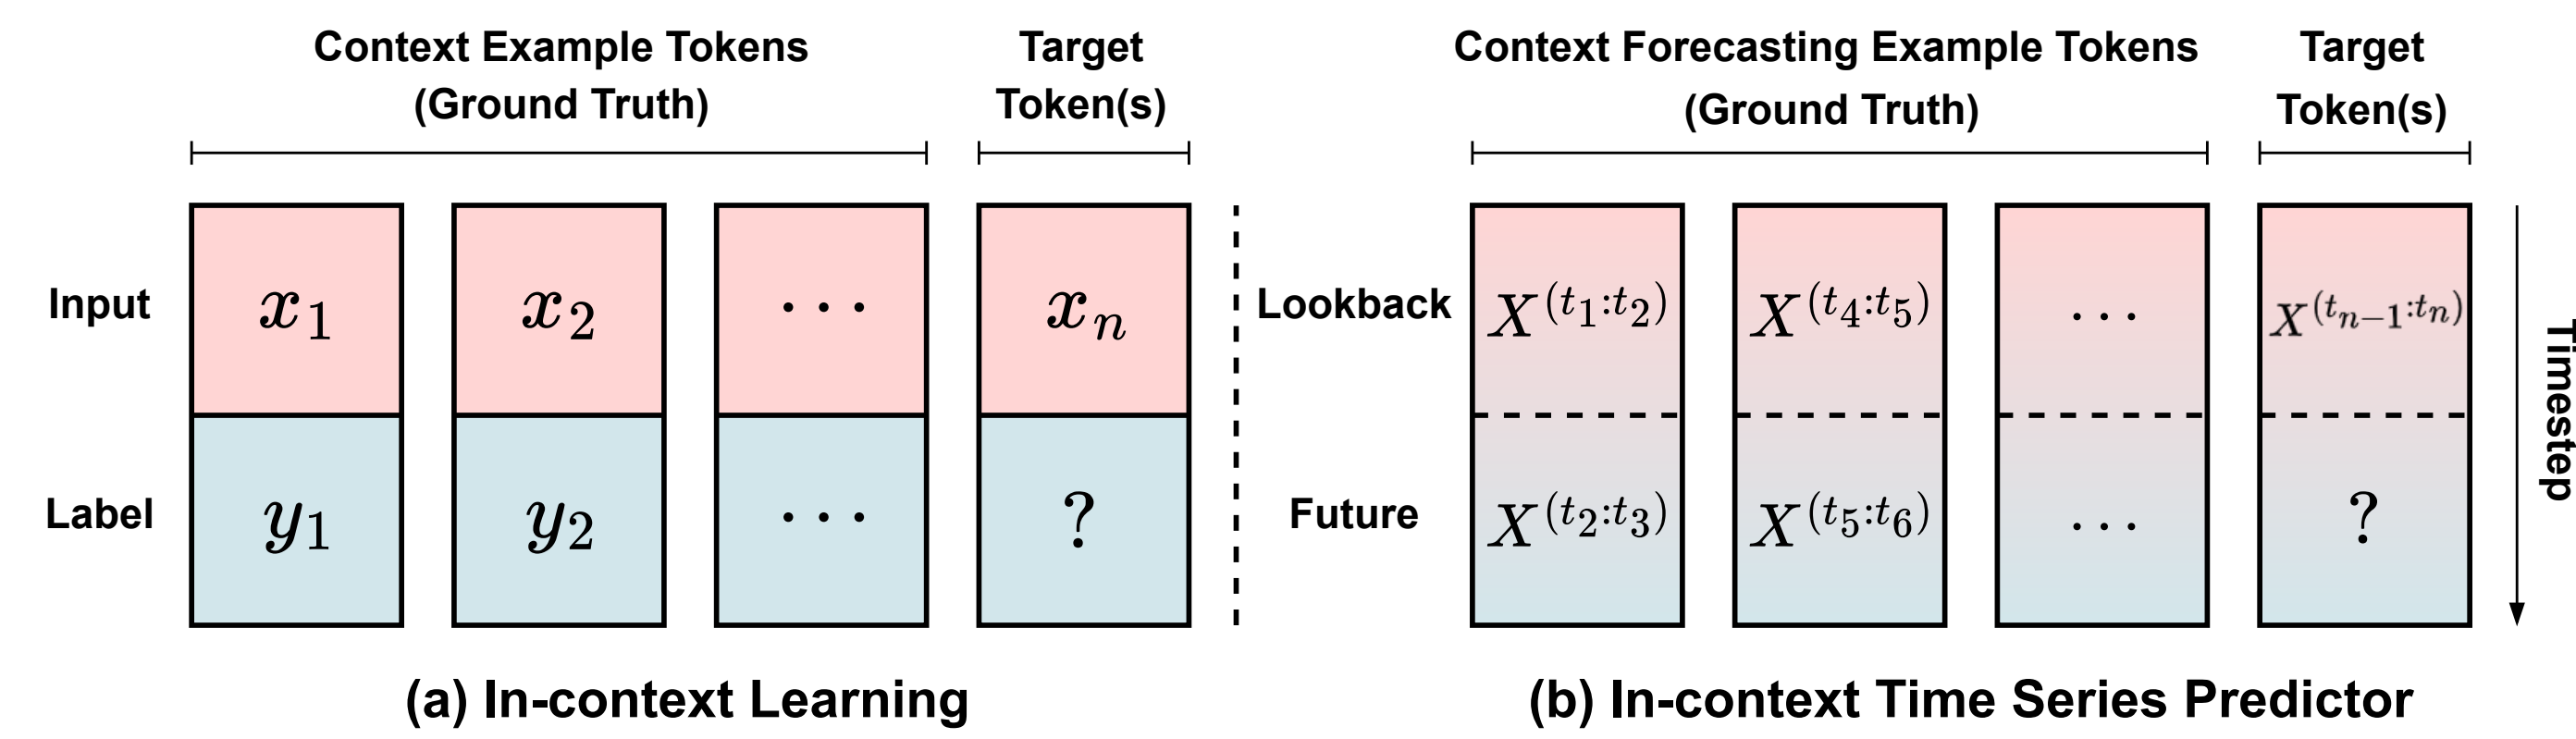 Context Example Tokens
(Ground Truth)
Target
Token(s)
Input
x₁ x₂ ··· xₙ
Label
y₁ y₂ ··· ?
(a) In-context Learning
Context Forecasting Example Tokens
(Ground Truth)
Target
Token(s)
Lookback
X^(t₁:t₂) X^(t₄:t₅) ··· X^(tₙ₋₁:tₙ)
Future
X^(t₂:t₃) X^(t₅:t₆) ··· ?
Timestep
(b) In-context Time Series Predictor